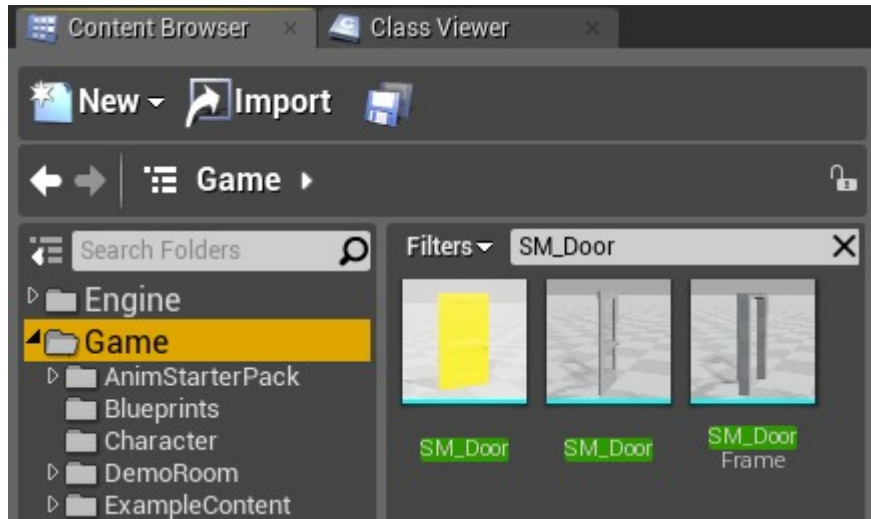 Content Browser
Class Viewer
New
Import
Game
Search Folders
Filters
SM_Door
Engine
Game
AnimStarterPack
Blueprints
Character
DemoRoom
ExampleContent
SM_Door
SM_Door
SM_Door
Frame